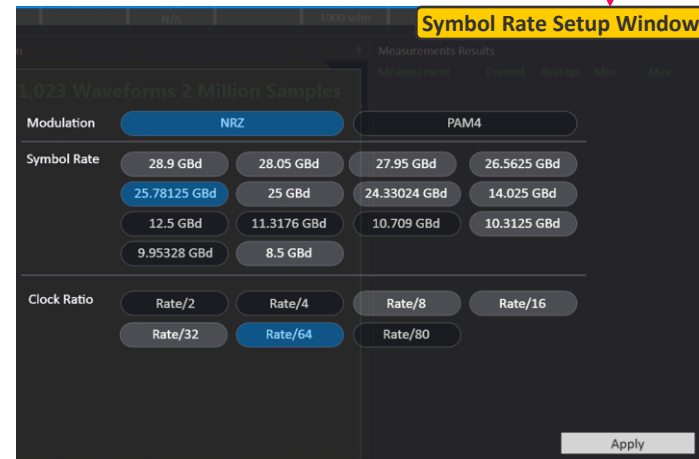 N/A 1000 wfm
Symbol Rate Setup Window
Measurements Results
Measurement Current Avarage Min Max
1,023 Waveforms 2 Million Samples
Modulation NRZ PAM4
Symbol Rate 28.9 GBd 28.05 GBd 27.95 GBd 26.5625 GBd
25.78125 GBd 25 GBd 24.33024 GBd 14.025 GBd
12.5 GBd 11.3176 GBd 10.709 GBd 10.3125 GBd
9.95328 GBd 8.5 GBd
Clock Ratio Rate/2 Rate/4 Rate/8 Rate/16
Rate/32 Rate/64 Rate/80
Apply